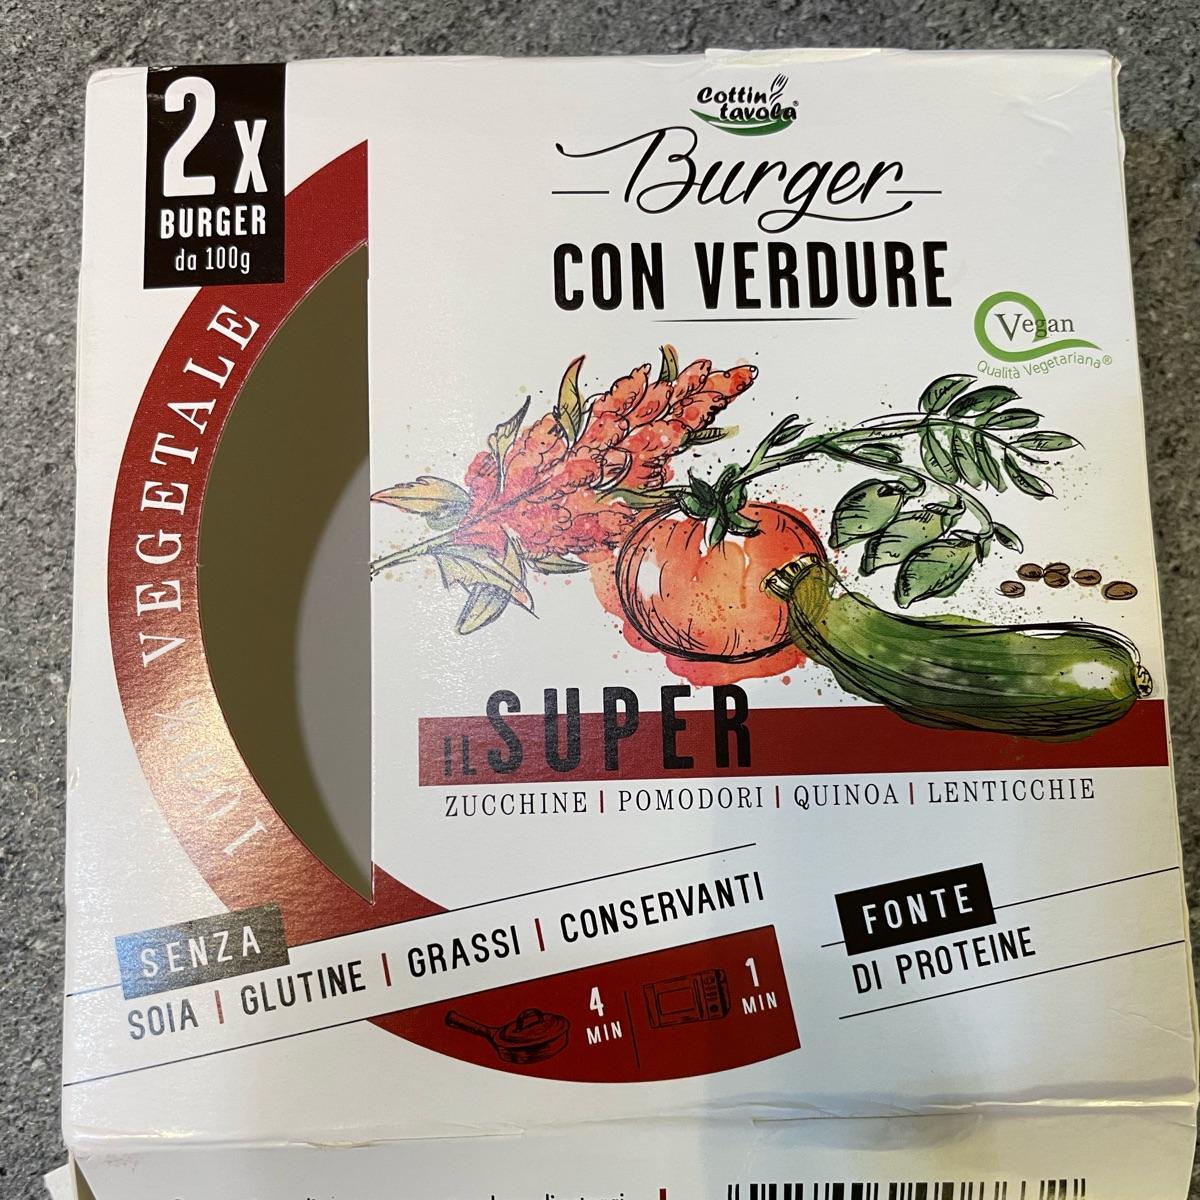 2x
BURGER
da 100g
Cottin
tavola®
Burger
CON VERDURE
Vegan
Qualità Vegetariana®
100% VEGETALE
IL SUPER
ZUCCHINE | POMODORI | QUINOA | LENTICCHIE
SENZA
SOIA | GLUTINE | GRASSI | CONSERVANTI
4
MIN
1
MIN
FONTE
DI PROTEINE